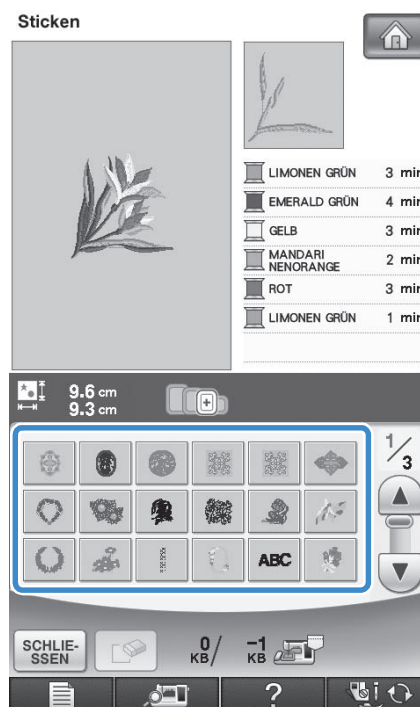 Sticken
LIMONEN GRÜN 3 min
EMERALD GRÜN 4 min
GELB 3 min
MANDARI
NENORANGE 2 min
ROT 3 min
LIMONEN GRÜN 1 min
9.6 cm
9.3 cm
1/3
ABC
SCHLIE-
SSEN
0 KB / -1 KB
?